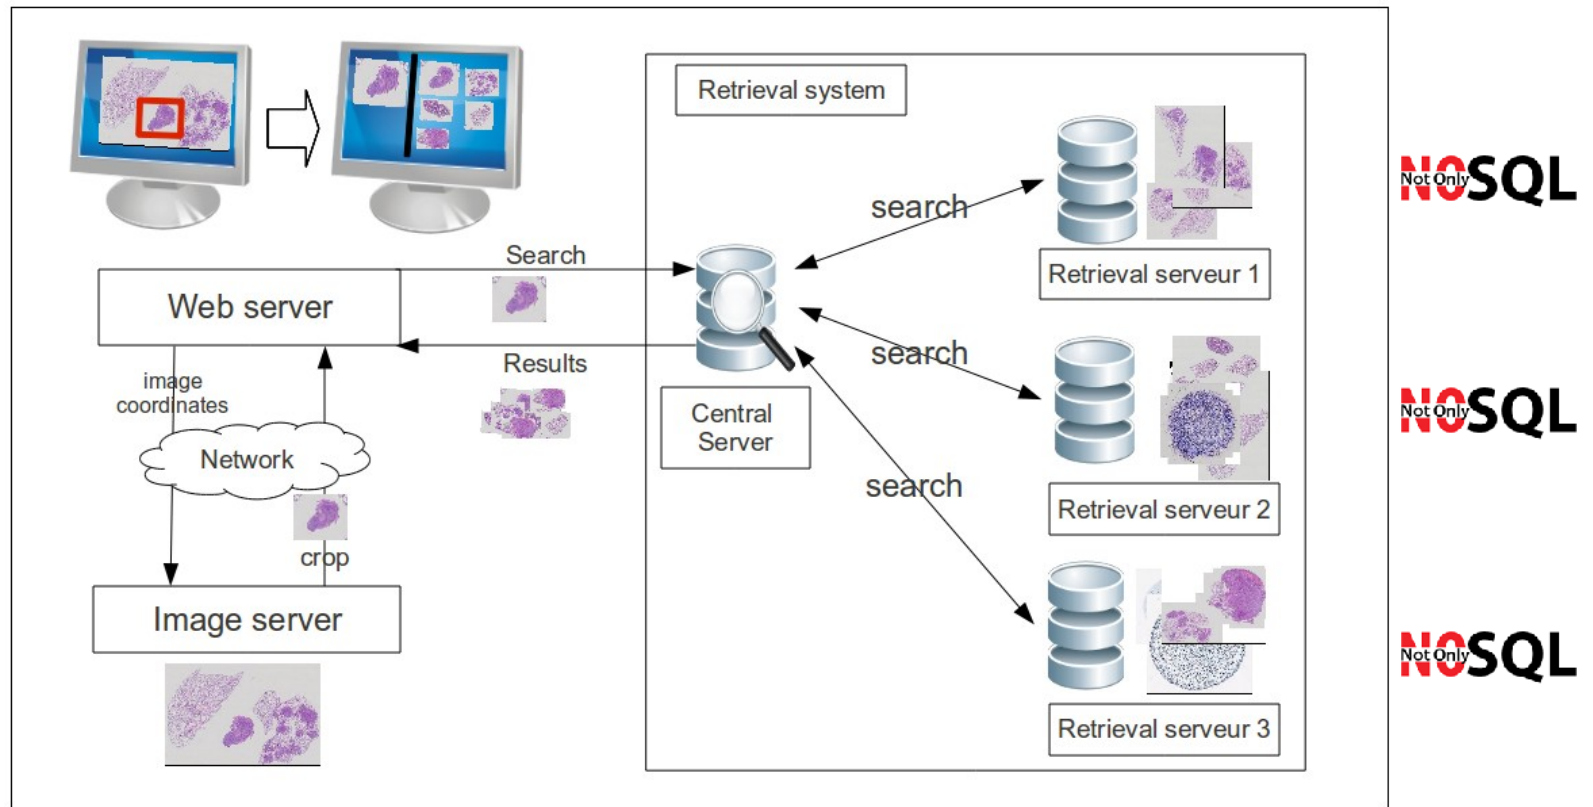 Retrieval system
search
Retrieval serveur 1
Not Only
NOSQL
Search
Web server
Results
image
coordinates
search
Central
Server
Retrieval serveur 2
Not Only
NOSQL
Network
crop
search
Image server
Retrieval serveur 3
Not Only
NOSQL